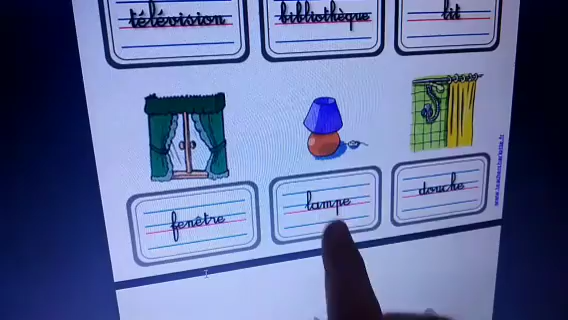 télévision
bibliothèque
lit
fenêtre
lampe
douche